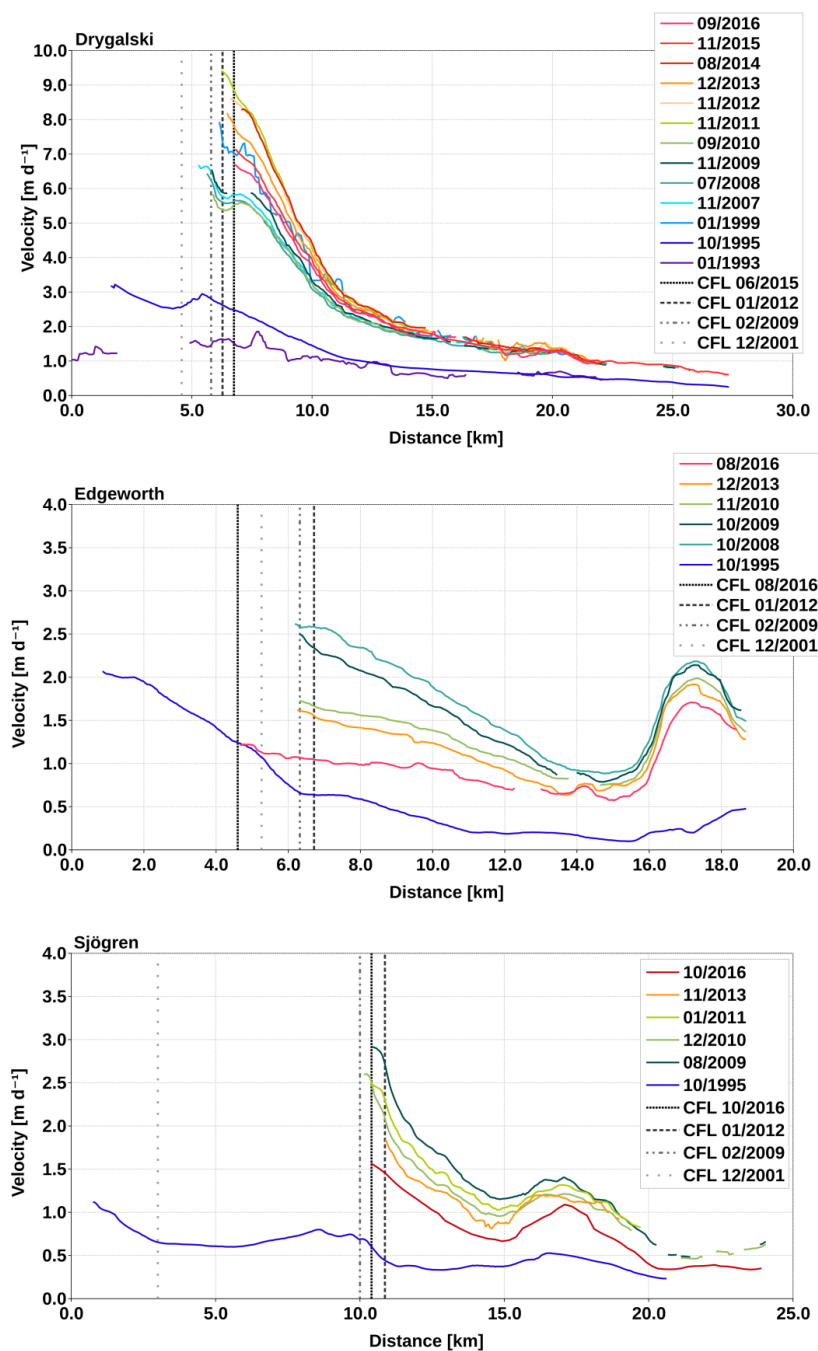 Drygalski
09/2016
11/2015
08/2014
12/2013
11/2012
11/2011
09/2010
11/2009
07/2008
11/2007
01/1999
10/1995
01/1993
CFL 06/2015
CFL 01/2012
CFL 02/2009
CFL 12/2001
Velocity [m d⁻¹]
10.0
9.0
8.0
7.0
6.0
5.0
4.0
3.0
2.0
1.0
0.0
0.0 5.0 10.0 15.0 20.0 25.0 30.0
Distance [km]
Edgeworth
08/2016
12/2013
11/2010
10/2009
10/2008
10/1995
CFL 08/2016
CFL 01/2012
CFL 02/2009
CFL 12/2001
Velocity [m d⁻¹]
4.0
3.5
3.0
2.5
2.0
1.5
1.0
0.5
0.0
0.0 2.0 4.0 6.0 8.0 10.0 12.0 14.0 16.0 18.0 20.0
Distance [km]
Sjögren
10/2016
11/2013
01/2011
12/2010
08/2009
10/1995
CFL 10/2016
CFL 01/2012
CFL 02/2009
CFL 12/2001
Velocity [m d⁻¹]
4.0
3.5
3.0
2.5
2.0
1.5
1.0
0.5
0.0
0.0 5.0 10.0 15.0 20.0 25.0
Distance [km]